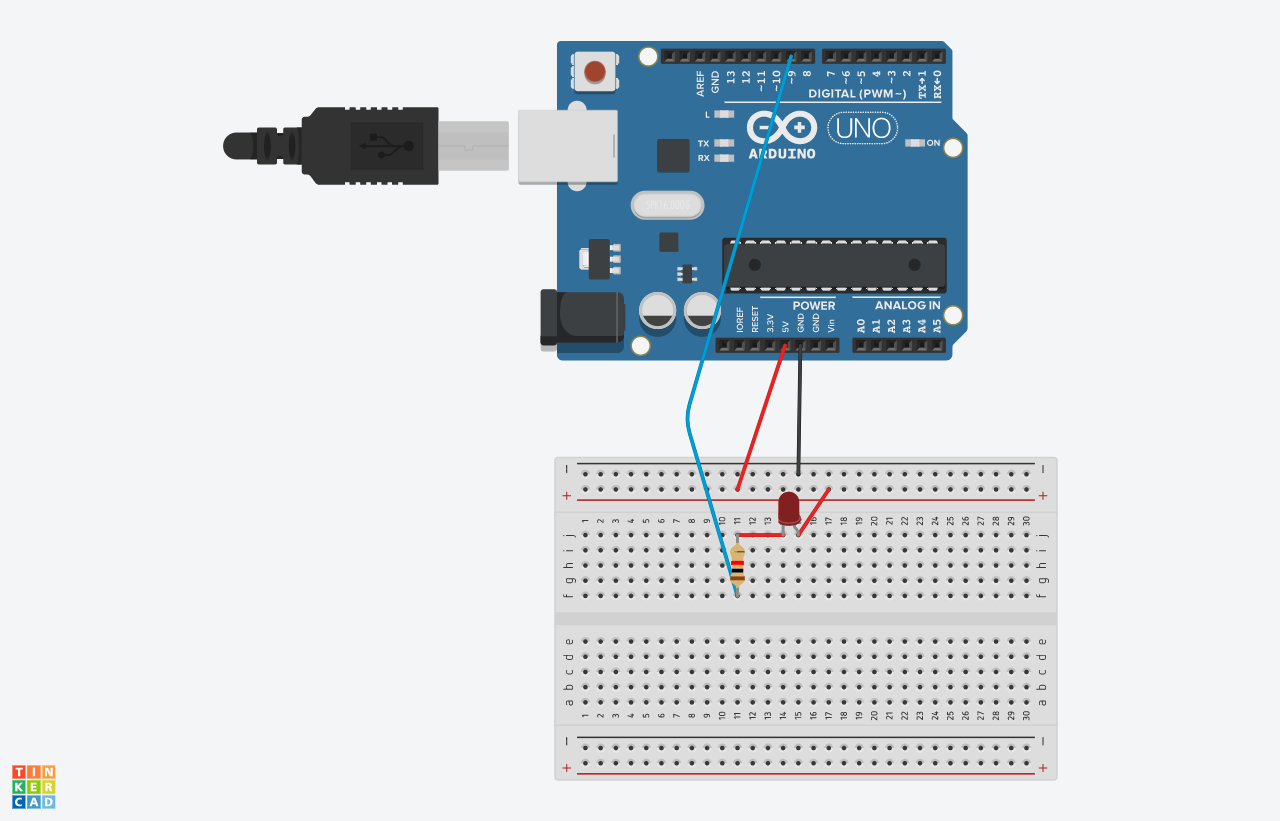 AREF
GND
13
12
~11
~10
~9
8
7
~6
~5
4
~3
2
TX→1
RX←0
DIGITAL (PWM ~)
L
TX
RX
ARDUINO
UNO
ON
POWER
ANALOG IN
IOREF
RESET
3.3V
5V
GND
GND
Vin
A0
A1
A2
A3
A4
A5
− −
+ +
1 2 3 4 5 6 7 8 9 10 11 12 13 16 17 18 19 20 21 22 23 24 25 26 27 28 29 30
j j
i i
h h
g g
f f
e e
d d
c c
b b
a a
1 2 3 4 5 6 7 8 9 10 11 12 13 14 15 16 17 18 19 20 21 22 23 24 25 26 27 28 29 30
− −
+ +
TIN
KER
CAD